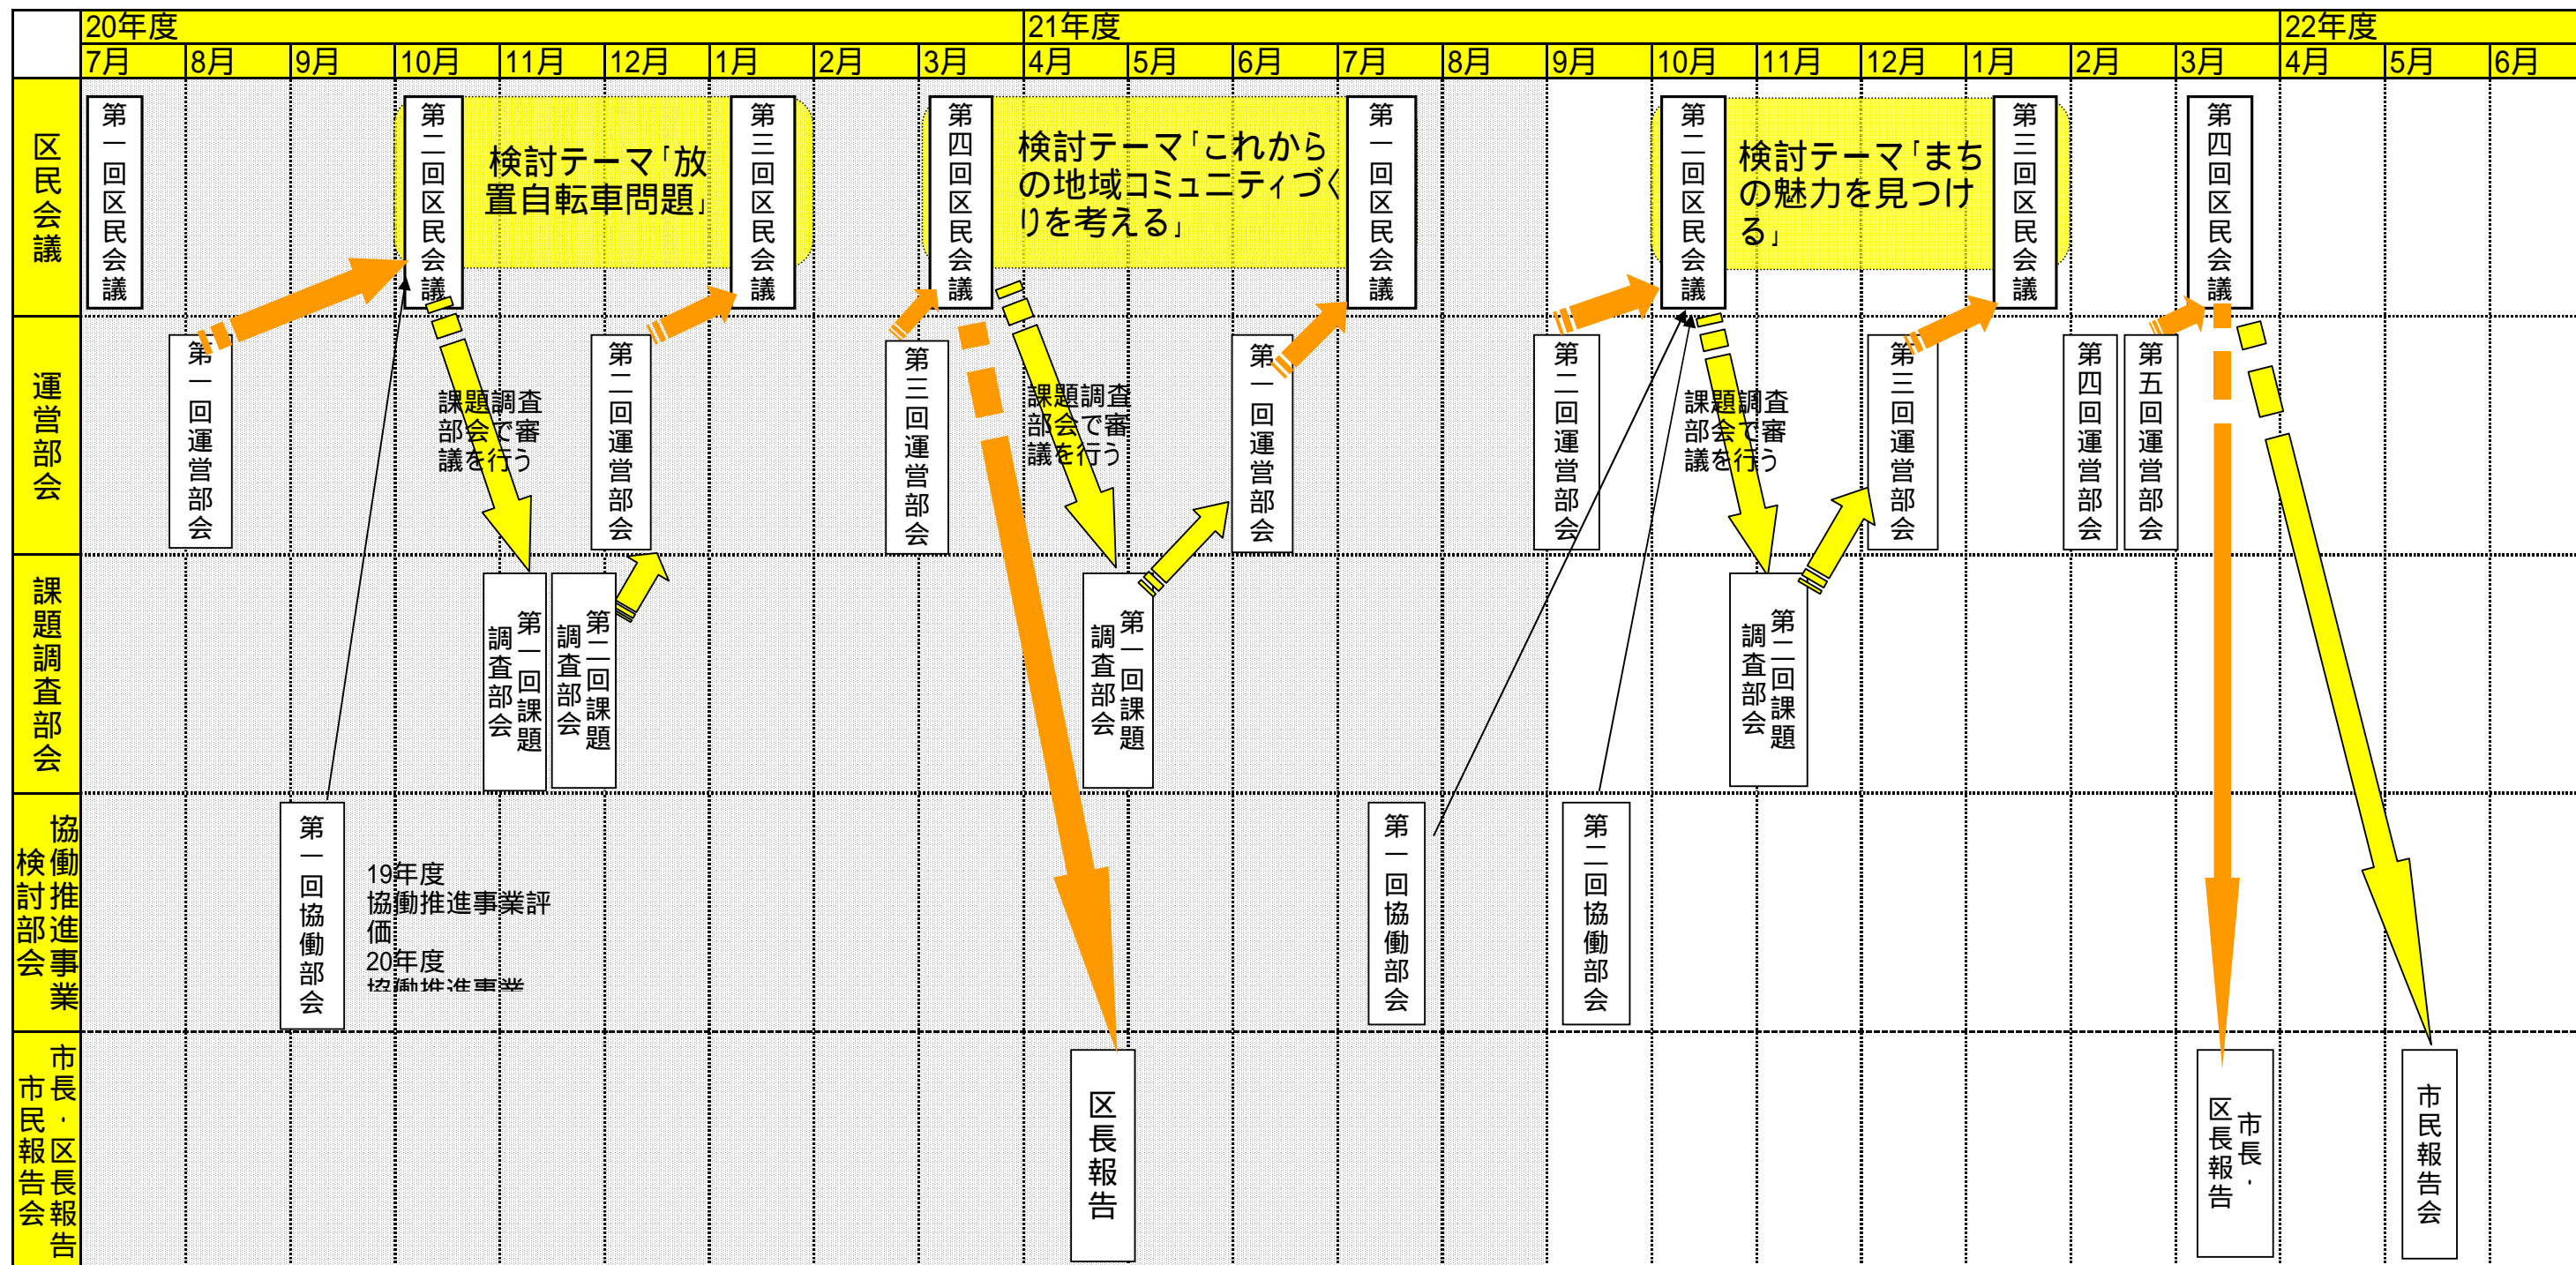 20年度
21年度
22年度
7月
8月
9月
10月
11月
12月
1月
2月
3月
4月
5月
6月
7月
8月
9月
10月
11月
12月
1月
2月
3月
4月
5月
6月
区民会議
第一回区民会議
第二回区民会議
検討テーマ「放
置自転車問題」
第三回区民会議
第四回区民会議
検討テーマ「これから
の地域コミュニティづく
りを考える」
第一回区民会議
第二回区民会議
検討テーマ「まち
の魅力を見つけ
る」
第三回区民会議
第四回区民会議
運営部会
第一回運営部会
課題調査
部会で審
議を行う
第二回運営部会
第三回運営部会
課題調査
部会で審
議を行う
第一回運営部会
第二回運営部会
課題調査
部会で審
議を行う
第三回運営部会
第四回運営部会
第五回運営部会
課題調査部会
第一回課題
調査部会
第二回課題
調査部会
第一回課題
調査部会
第二回課題
調査部会
協働推進事業
検討部会
第一回協働部会
19年度
協働推進事業評
価
20年度
協働推進事業
第一回協働部会
第二回協働部会
市長・区長報告
市民報告会
区長報告
市長・
区長報告
市民報告会